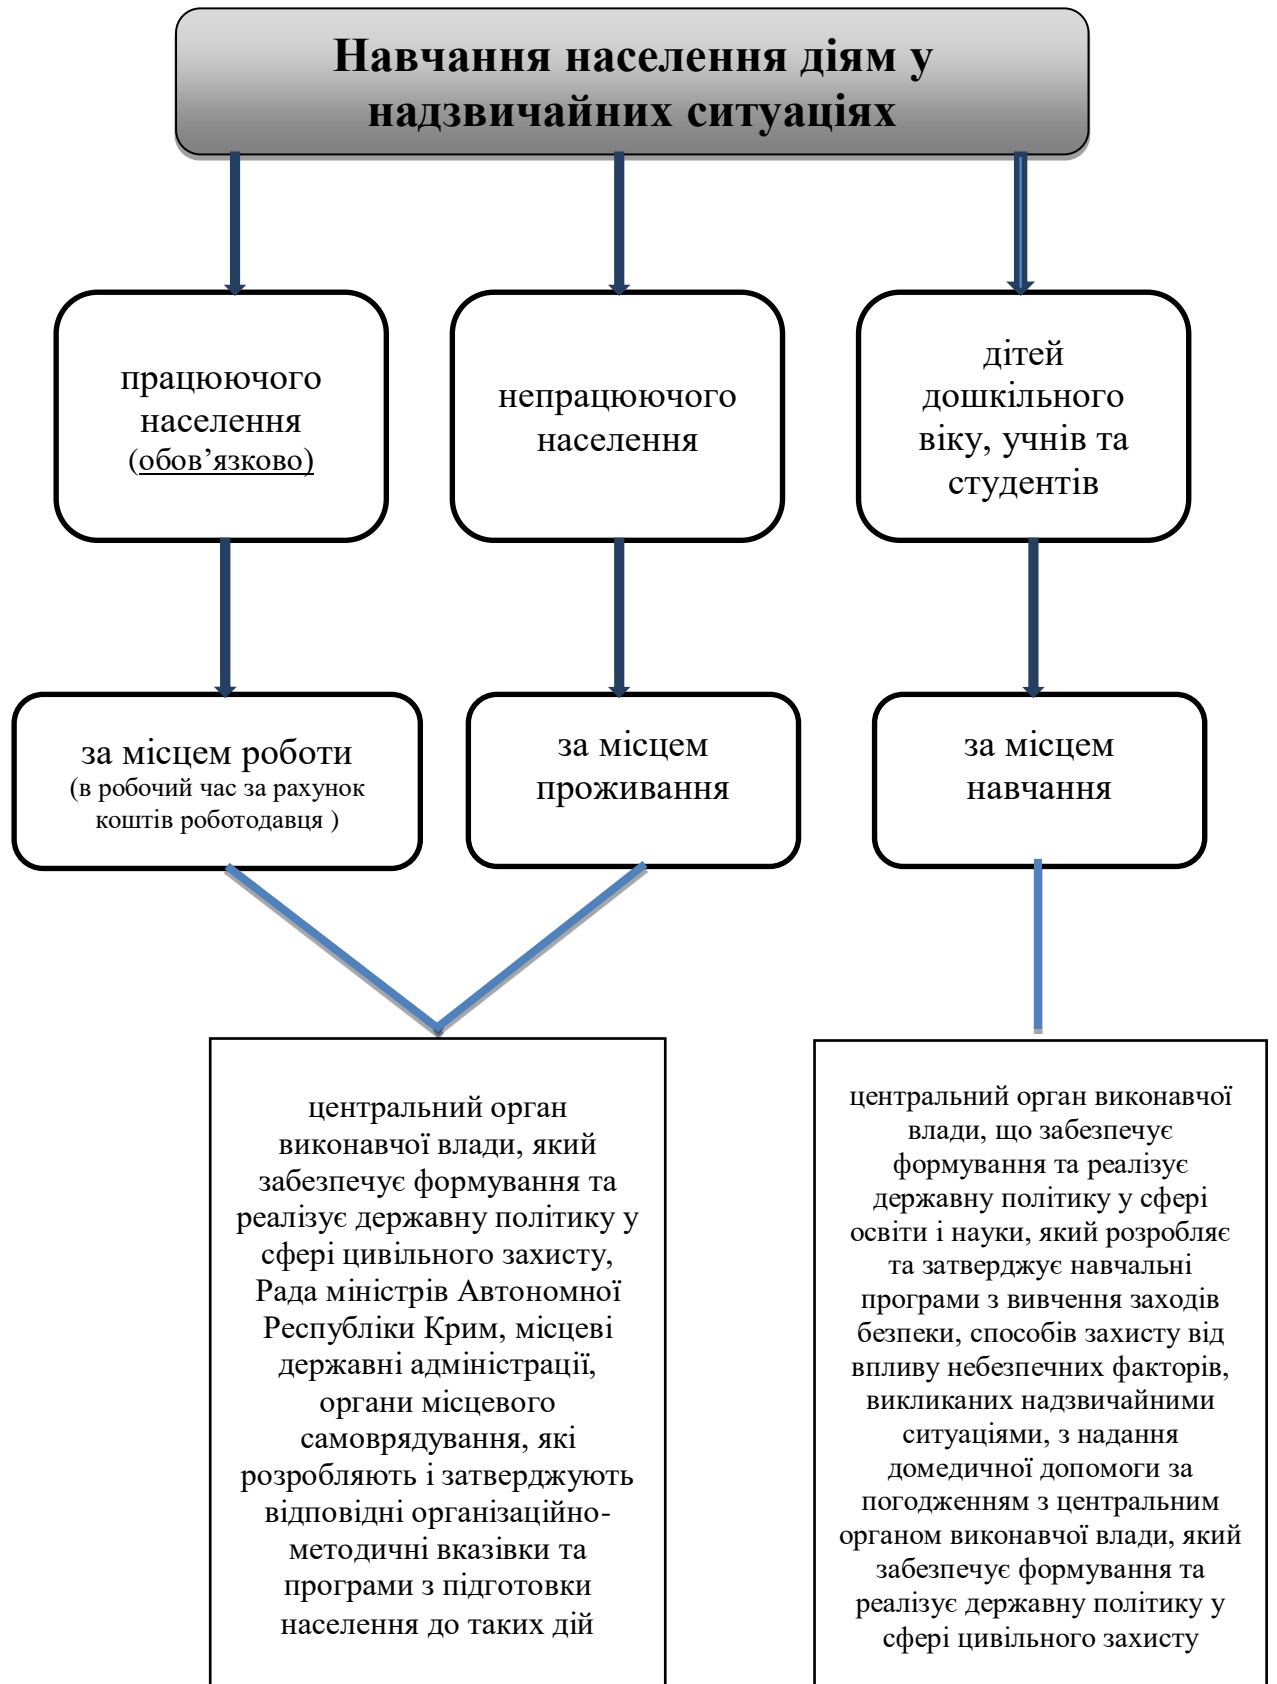 Навчання населення діям у
надзвичайних ситуаціях
працюючого
населення
(обов’язково)
непрацюючого
населення
дітей
дошкільного
віку, учнів та
студентів
за місцем роботи
(в робочий час за рахунок
коштів роботодавця )
за місцем
проживання
за місцем
навчання
центральний орган
виконавчої влади, який
забезпечує формування та
реалізує державну політику у
сфері цивільного захисту,
Рада міністрів Автономної
Республіки Крим, місцеві
державні адміністрації,
органи місцевого
самоврядування, які
розробляють і затверджують
відповідні організаційно-
методичні вказівки та
програми з підготовки
населення до таких дій
центральний орган виконавчої
влади, що забезпечує
формування та реалізує
державну політику у сфері
освіти і науки, який розробляє
та затверджує навчальні
програми з вивчення заходів
безпеки, способів захисту від
впливу небезпечних факторів,
викликаних надзвичайними
ситуаціями, з надання
домедичної допомоги за
погодженням з центральним
органом виконавчої влади, який
забезпечує формування та
реалізує державну політику у
сфері цивільного захисту